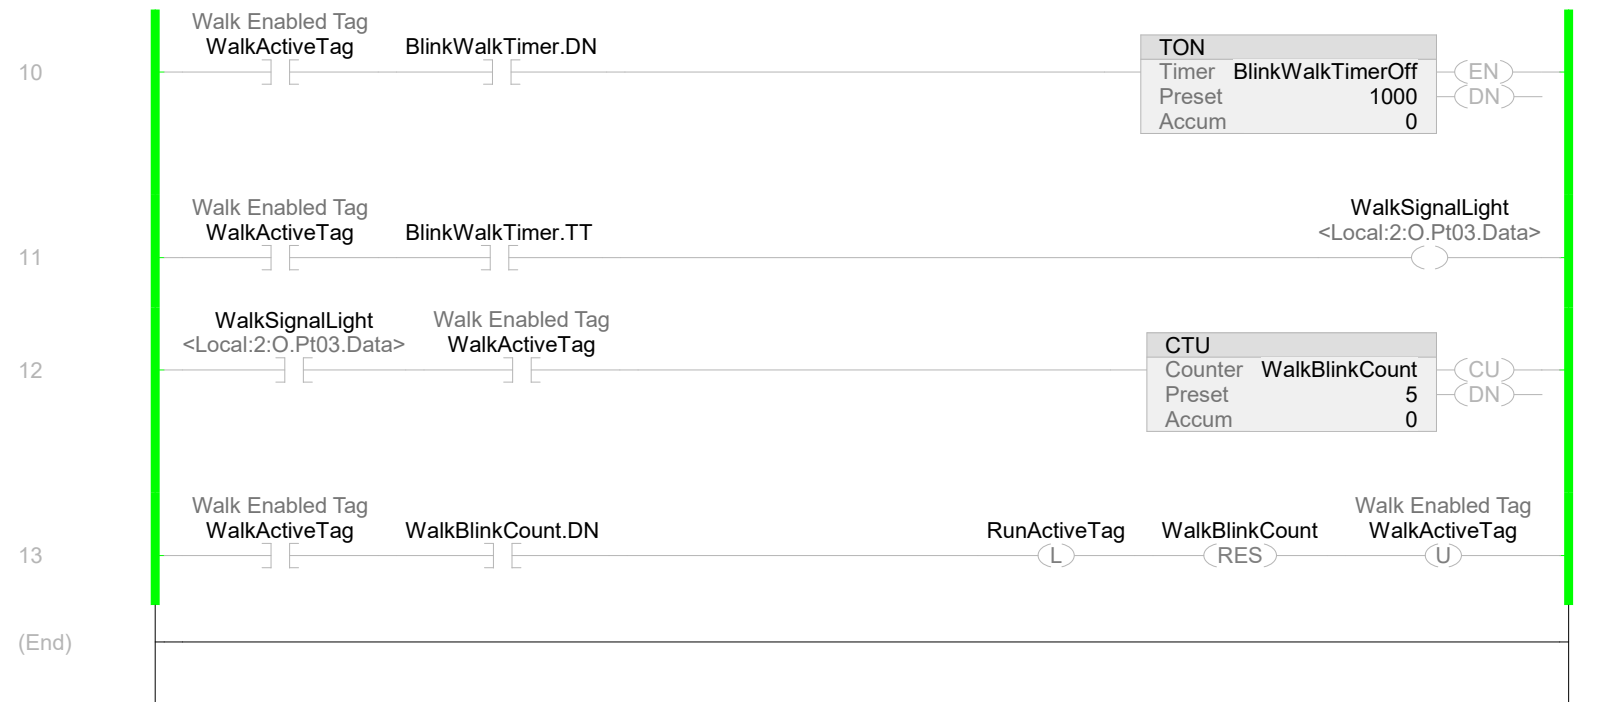 Walk Enabled Tag
WalkActiveTag BlinkWalkTimer.DN
TON
10
Timer BlinkWalkTimerOff
EN
Preset 1000
DN
Accum 0
Walk Enabled Tag
WalkActiveTag BlinkWalkTimer.TT
WalkSignalLight
<Local:2:O.Pt03.Data>
11
WalkSignalLight Walk Enabled Tag
<Local:2:O.Pt03.Data> WalkActiveTag
CTU
12
Counter WalkBlinkCount
CU
Preset 5
DN
Accum 0
Walk Enabled Tag Walk Enabled Tag
WalkActiveTag WalkBlinkCount.DN RunActiveTag WalkBlinkCount WalkActiveTag
13 L RES U
(End)